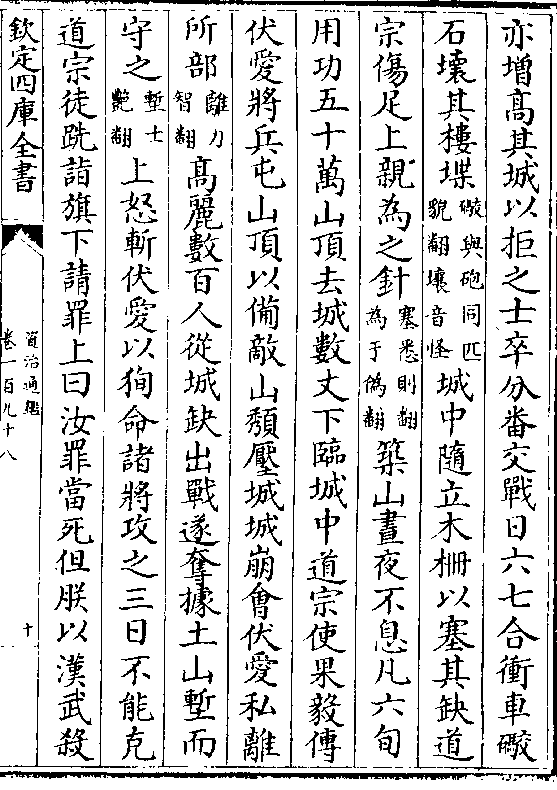 亦增髙其城以拒之士卒分番交戰日六七合衝車礮
石壊其樓堞礮與砲同匹貌翻壊音怪城中隨立木柵以塞其缺道
宗傷足上親為之針塞悉則翻為于偽翻築山晝夜不息凡六旬
用功五十萬山頂去城數丈下臨城中道宗使果毅傅
伏愛將兵屯山頂以備敵山頽壓城城崩會伏愛私離
所部離力智翻髙麗數百人從城缺出戰遂奪據土山塹而
守之塹士艶翻上怒斬伏愛以狥命諸將攻之三日不能克
道宗徒跣詣旗下請罪上曰汝罪當死但朕以漢武殺
欽定四庫全書
資治通鑑
卷一百九十八
十